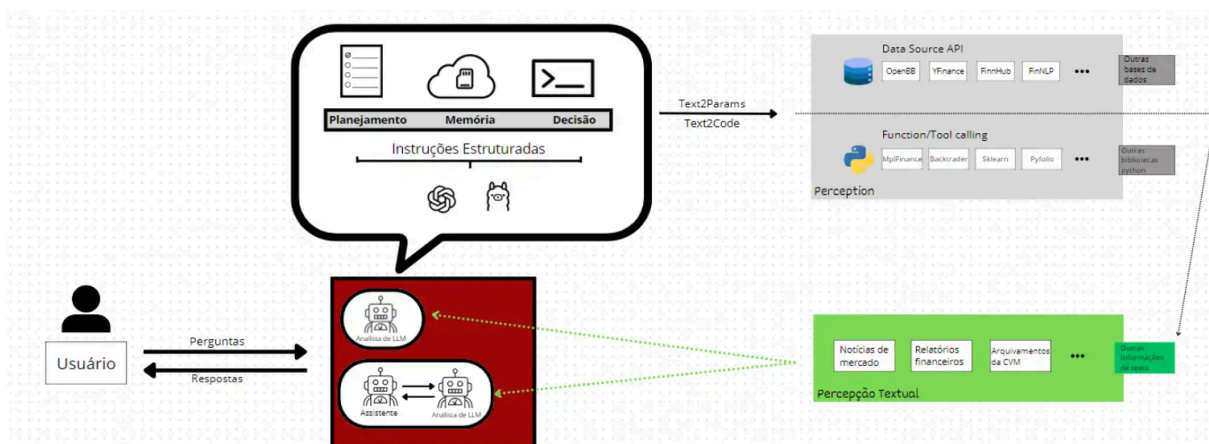 Planejamento Memória Decisão
Instruções Estruturadas
Text2Params
Text2Code
Data Source API
OpenBB YFinance FinnHub FinNLP •••
Outras
bases de
dados
Function/Tool calling
MplFinance Backtrader Sklearn Pyfolio •••
Outras
bibliotecas
python
Perception
Usuário
Perguntas
Respostas
Analista de LLM
Assistente
Analista de LLM
Notícias de
mercado
Relatórios
financeiros
Arquivamentos
da CVM
•••
Outras
Informações
de texto
Percepção Textual